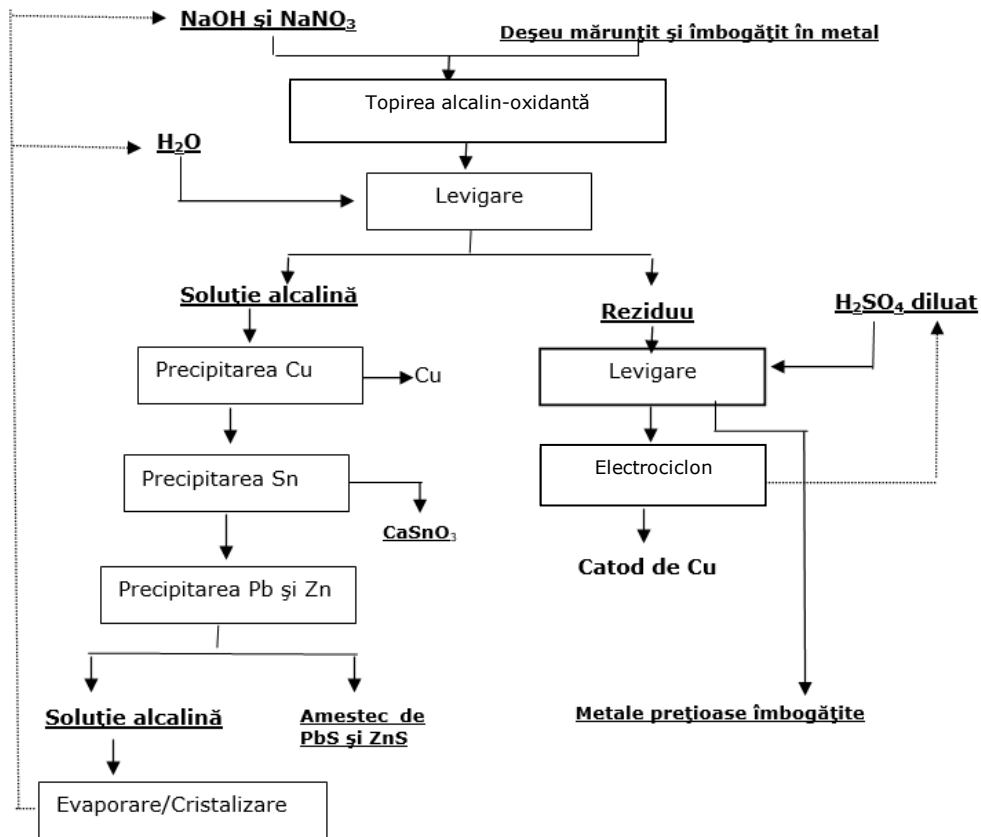 NaOH şi NaNO₃
Deşeu mărunţit şi îmbogăţit în metal
Topirea alcalin-oxidantă
H₂O
Levigare
Soluţie alcalină
Reziduu
H₂SO₄ diluat
Precipitarea Cu
Cu
Levigare
Precipitarea Sn
Electrociclon
CaSnO₃
Catod de Cu
Precipitarea Pb şi Zn
Soluţie alcalină
Amestec de
PbS şi ZnS
Metale preţioase îmbogăţite
Evaporare/Cristalizare